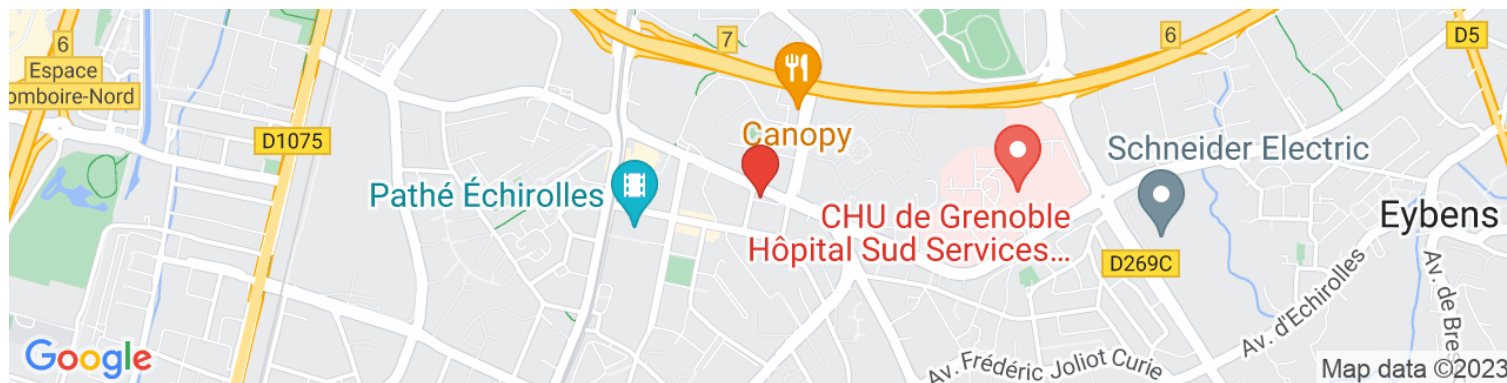 6
Espace
omboire-Nord
D1075
7
Canopy
Pathé Échirolles
6
D5
Schneider Electric
CHU de Grenoble
Hôpital Sud Services...
Eybens
D269C
Av. d'Echirolles
Av. de Bres
Av. Frédéric Joliot Curie
Google
Map data ©2023